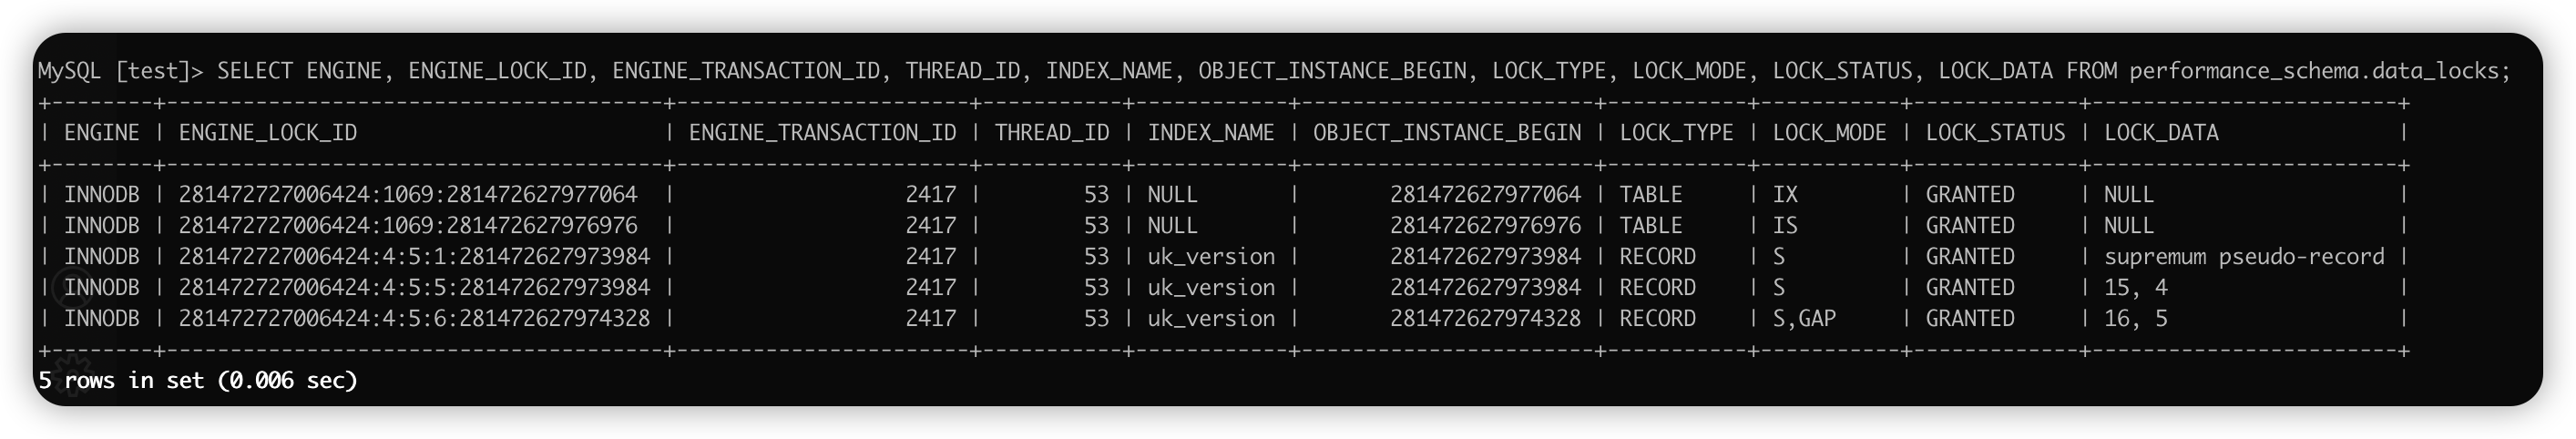 MySQL [test]> SELECT ENGINE, ENGINE_LOCK_ID, ENGINE_TRANSACTION_ID, THREAD_ID, INDEX_NAME, OBJECT_INSTANCE_BEGIN, LOCK_TYPE, LOCK_MODE, LOCK_STATUS, LOCK_DATA FROM performance_schema.data_locks;
+--------+---------------------------------------+-----------------------+-----------+------------+-----------------------+-----------+-----------+-------------+------------------------+
| ENGINE | ENGINE_LOCK_ID                        | ENGINE_TRANSACTION_ID | THREAD_ID | INDEX_NAME | OBJECT_INSTANCE_BEGIN | LOCK_TYPE | LOCK_MODE | LOCK_STATUS | LOCK_DATA              |
+--------+---------------------------------------+-----------------------+-----------+------------+-----------------------+-----------+-----------+-------------+------------------------+
| INNODB | 281472727006424:1069:281472627977064  |                  2417 |        53 | NULL       |       281472627977064 | TABLE     | IX        | GRANTED     | NULL                   |
| INNODB | 281472727006424:1069:281472627976976  |                  2417 |        53 | NULL       |       281472627976976 | TABLE     | IS        | GRANTED     | NULL                   |
| INNODB | 281472727006424:4:5:1:281472627973984 |                  2417 |        53 | uk_version |       281472627973984 | RECORD    | S         | GRANTED     | supremum pseudo-record |
| INNODB | 281472727006424:4:5:5:281472627973984 |                  2417 |        53 | uk_version |       281472627973984 | RECORD    | S         | GRANTED     | 15, 4                  |
| INNODB | 281472727006424:4:5:6:281472627974328 |                  2417 |        53 | uk_version |       281472627974328 | RECORD    | S,GAP     | GRANTED     | 16, 5                  |
+--------+---------------------------------------+-----------------------+-----------+------------+-----------------------+-----------+-----------+-------------+------------------------+
5 rows in set (0.006 sec)